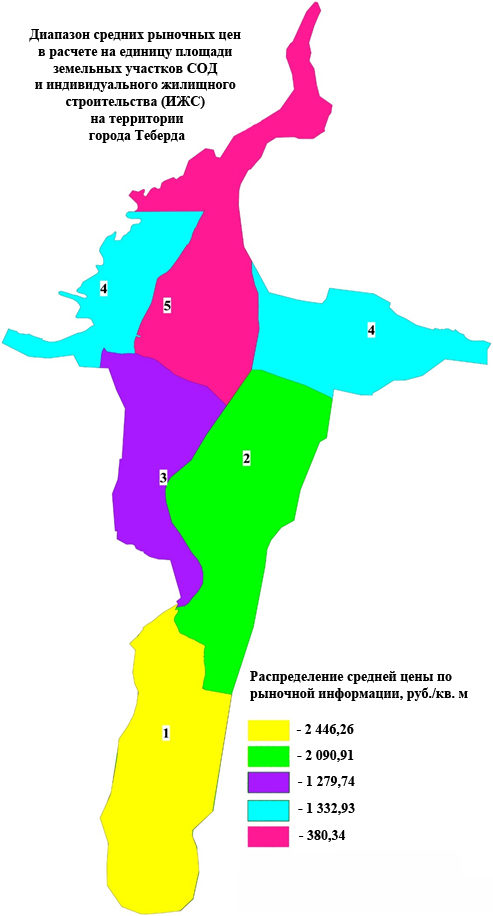 Диапазон средних рыночных цен
в расчете на единицу площади
земельных участков СОД
и индивидуального жилищного
строительства (ИЖС)
на территории
города Теберда
4
5
4
2
3
1
Распределение средней цены по
рыночной информации, руб./кв. м
- 2 446,26
- 2 090,91
- 1 279,74
- 1 332,93
- 380,34